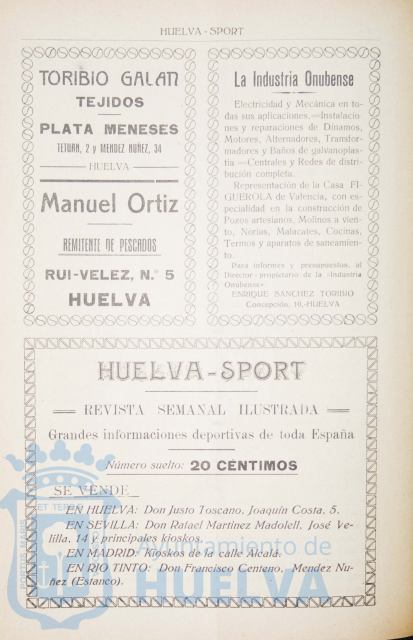 HUELVA-SPORT
TORIBIO GALAN
TEJIDOS
PLATA MENESES
TETUAN, 2 y MENDEZ NUÑEZ, 34
HUELVA
Manuel Ortiz
REMITENTE DE PESCADOS
RUI-VELEZ, N.º 5
HUELVA
La Industria Onubense
Electricidad y Mecánica en to-
das sus aplicaciones.=Instalacio-
nes y reparaciones de Dinamos,
Motores, Alternadores, Transfor-
madores y Baños de galvanoplas-
tia.=Centrales y Redes de distri-
bución completa.
Representación de la Casa FI-
GUEROLA de Valencia, con es-
pecialidad en la construcción de
Pozos artesianos, Molinos a vien-
to, Norias, Malacates, Cocinas,
Termos y aparatos de saneamien-
to.
Para informes y presupuestos, al
Director-propietario de la «Industria
Onubense»
ENRIQUE SANCHEZ TORIBIO
Concepción, 10.-HUELVA
HUELVA-SPORT
REVISTA SEMANAL ILUSTRADA
Grandes informaciones deportivas de toda España
Número suelto: 20 CENTIMOS
SE VENDE
EN HUELVA: Don Justo Toscano, Joaquín Costa, 5.
EN SEVILLA: Don Rafael Martinez Madolell, José Ve-
lilla, 14 y principales kioskos.
EN MADRID: Kioskos de la calle Alcalá.
EN RIO TINTO: Don Francisco Centeno, Mendez Nu-
ñez (Estanco).
PORTUS MARIS
ET TERRAE
Ayuntamiento de
HUELVA